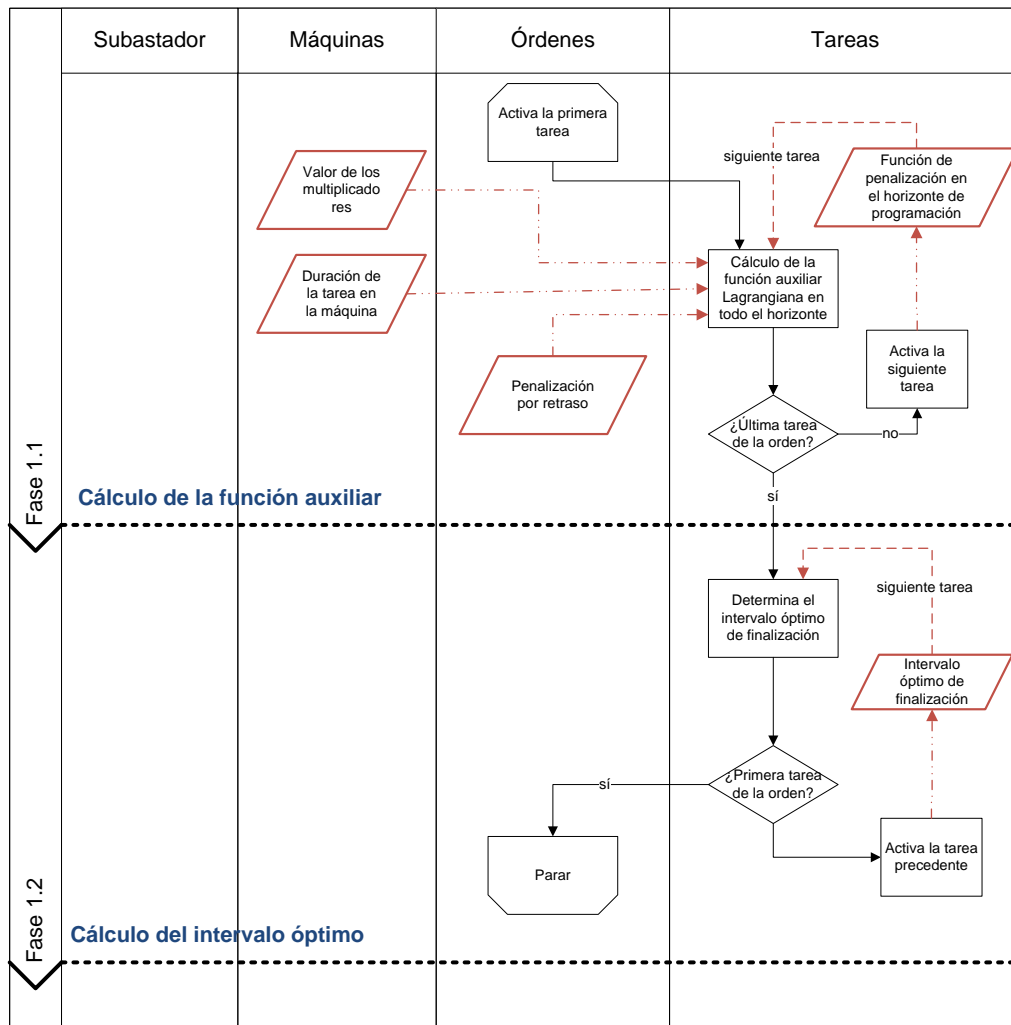 Subastador
Máquinas
Órdenes
Tareas
Activa la primera
tarea
siguiente tarea
Función de
penalización en
el horizonte de
programación
Valor de los
multiplicado
res
Cálculo de la
función auxiliar
Lagrangiana en
todo el horizonte
Duración de
la tarea en
la máquina
Penalización
por retraso
Activa la
siguiente
tarea
¿Última tarea
de la orden?
no
sí
Fase 1.1
Cálculo de la función auxiliar
siguiente tarea
Determina el
intervalo óptimo
de finalización
Intervalo
óptimo de
finalización
¿Primera tarea
de la orden?
sí
Parar
Activa la tarea
precedente
Fase 1.2
Cálculo del intervalo óptimo